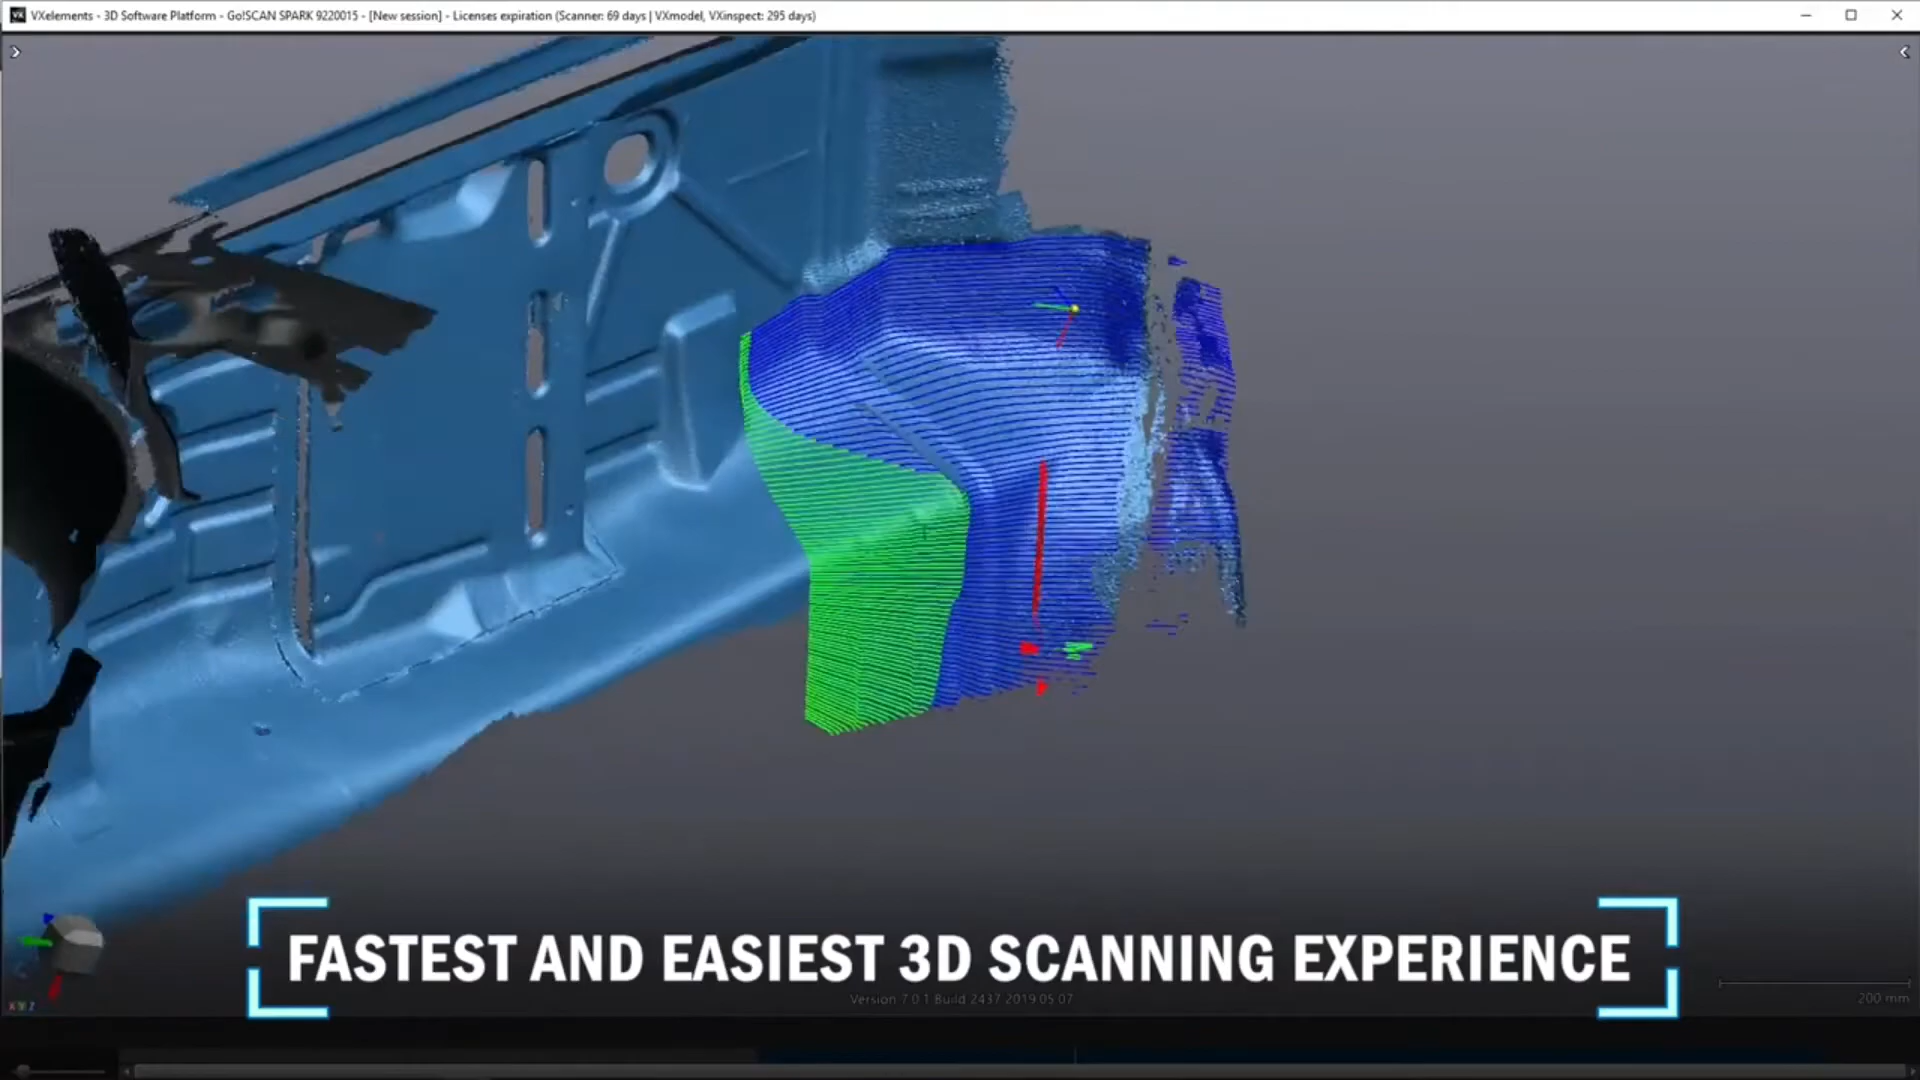 VXelements - 3D Software Platform - Go!SCAN SPARK 9220015 - [New session] - Licenses expiration (Scanner: 69 days | VXmodel, VXinspect: 295 days)
FASTEST AND EASIEST 3D SCANNING EXPERIENCE
Version 7.0.1 Build 2437 2019.05.07
200 mm
X Y Z